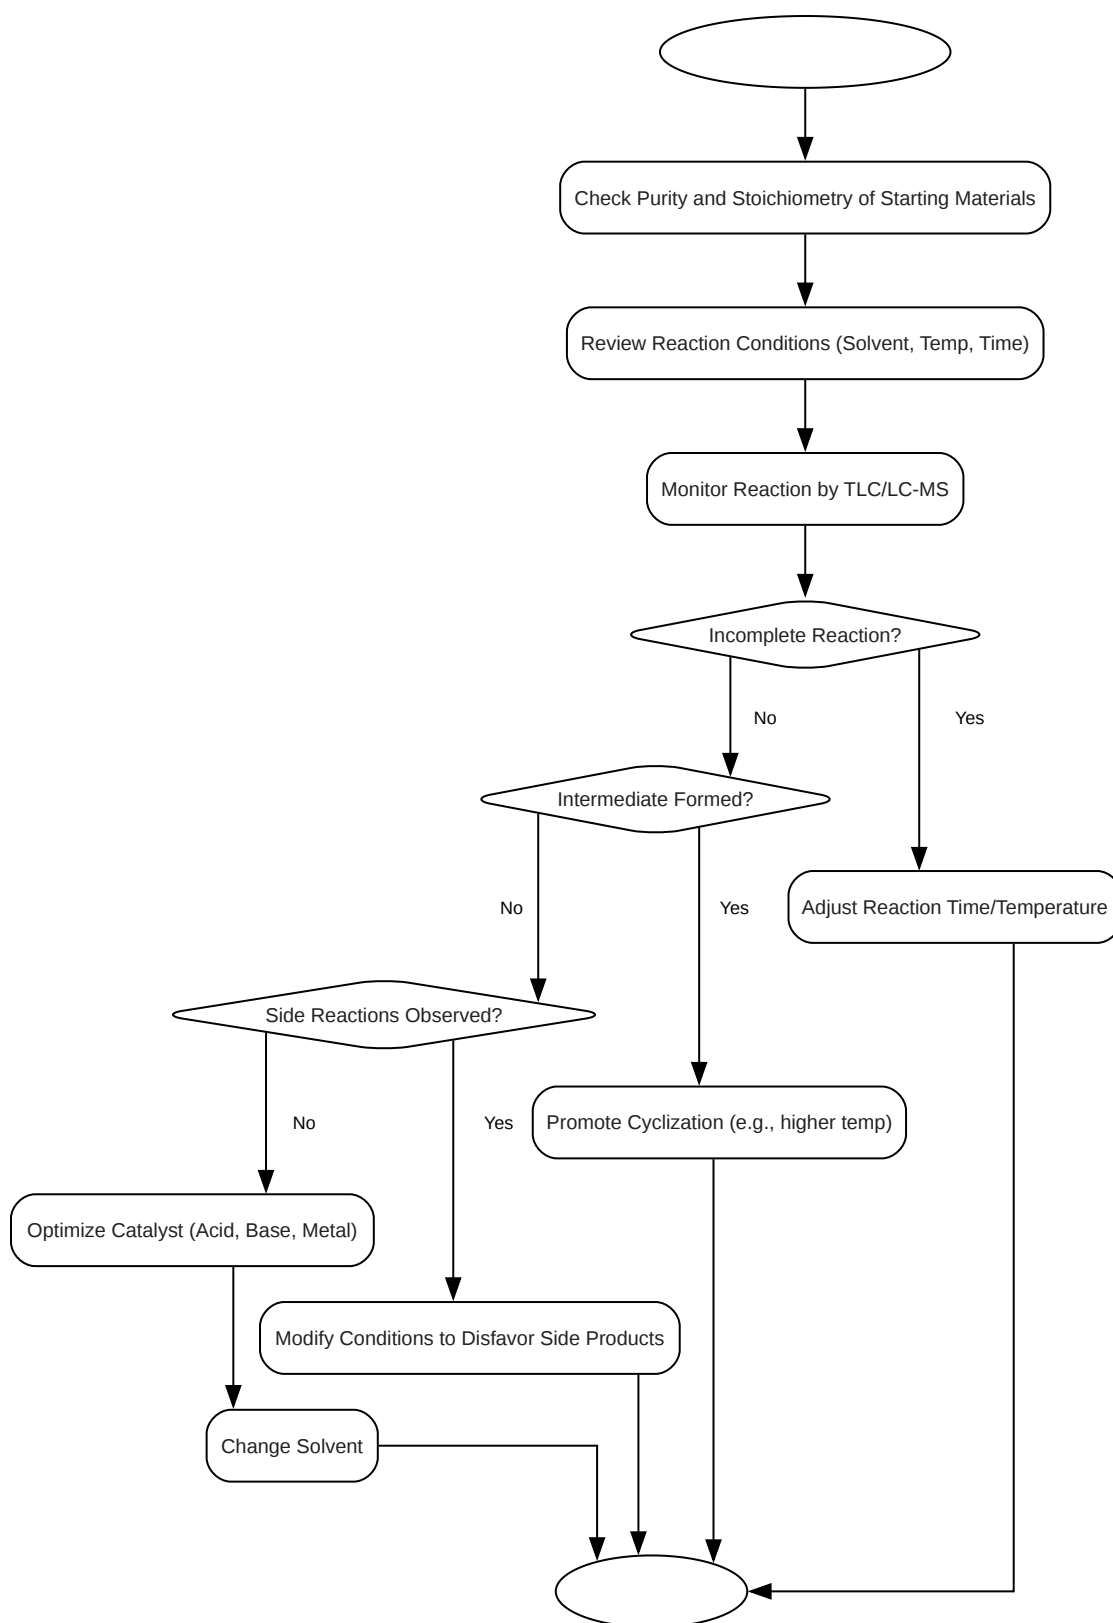 Check Purity and Stoichiometry of Starting Materials
Review Reaction Conditions (Solvent, Temp, Time)
Monitor Reaction by TLC/LC-MS
Incomplete Reaction?
No
Yes
Intermediate Formed?
No
Yes
Adjust Reaction Time/Temperature
Side Reactions Observed?
No
Yes
Promote Cyclization (e.g., higher temp)
Optimize Catalyst (Acid, Base, Metal)
Modify Conditions to Disfavor Side Products
Change Solvent